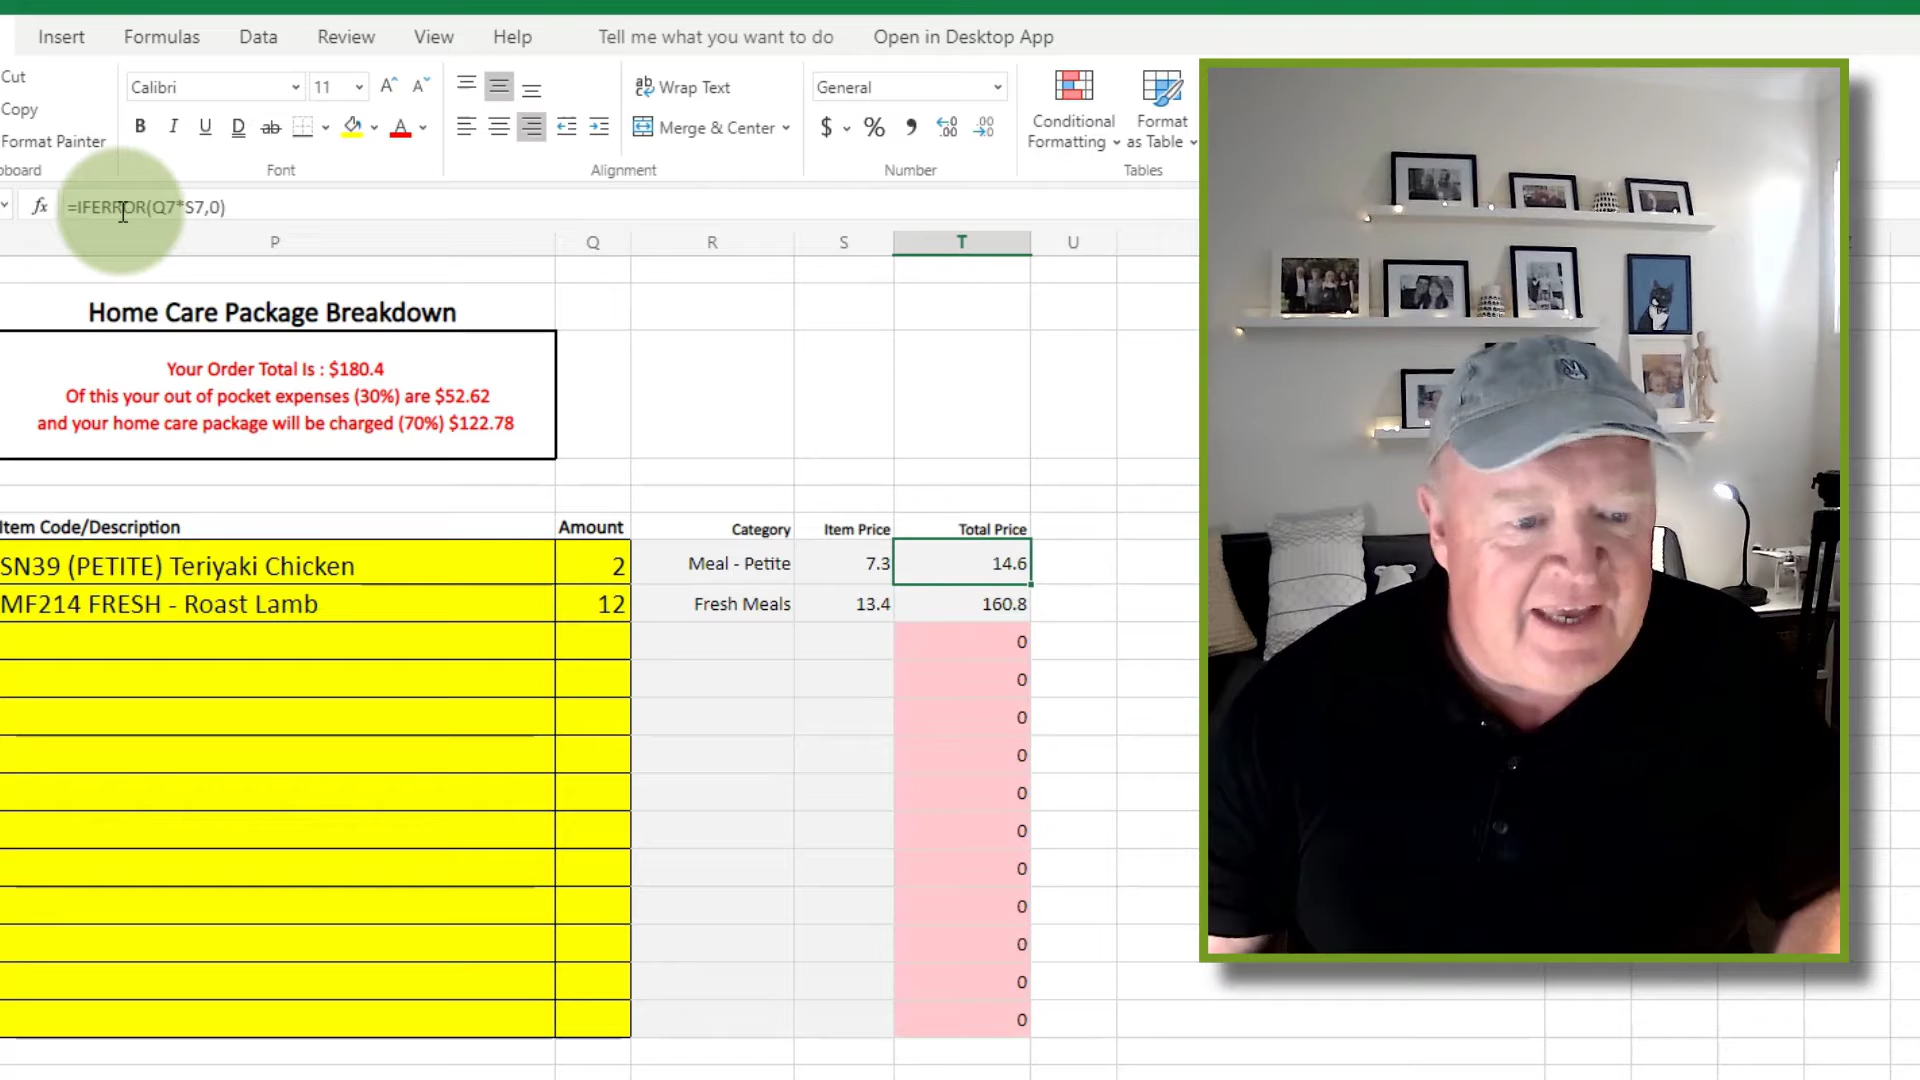 Insert Formulas Data Review View Help Tell me what you want to do Open in Desktop App
Cut
Copy
Format Painter
Calibri 11 A^ A˅
B I U D ab A
ab Wrap Text
Merge & Center
General
$ % , .00 .00
Conditional Formatting
Format as Table
Font Alignment Number Tables
fx =IFERROR(Q7*S7,0)
P Q R S T U
Home Care Package Breakdown
Your Order Total Is : $180.4
Of this your out of pocket expenses (30%) are $52.62
and your home care package will be charged (70%) $122.78
Item Code/Description Amount Category Item Price Total Price
SN39 (PETITE) Teriyaki Chicken 2 Meal - Petite 7.3 14.6
MF214 FRESH - Roast Lamb 12 Fresh Meals 13.4 160.8
0
0
0
0
0
0
0
0
0
0
0